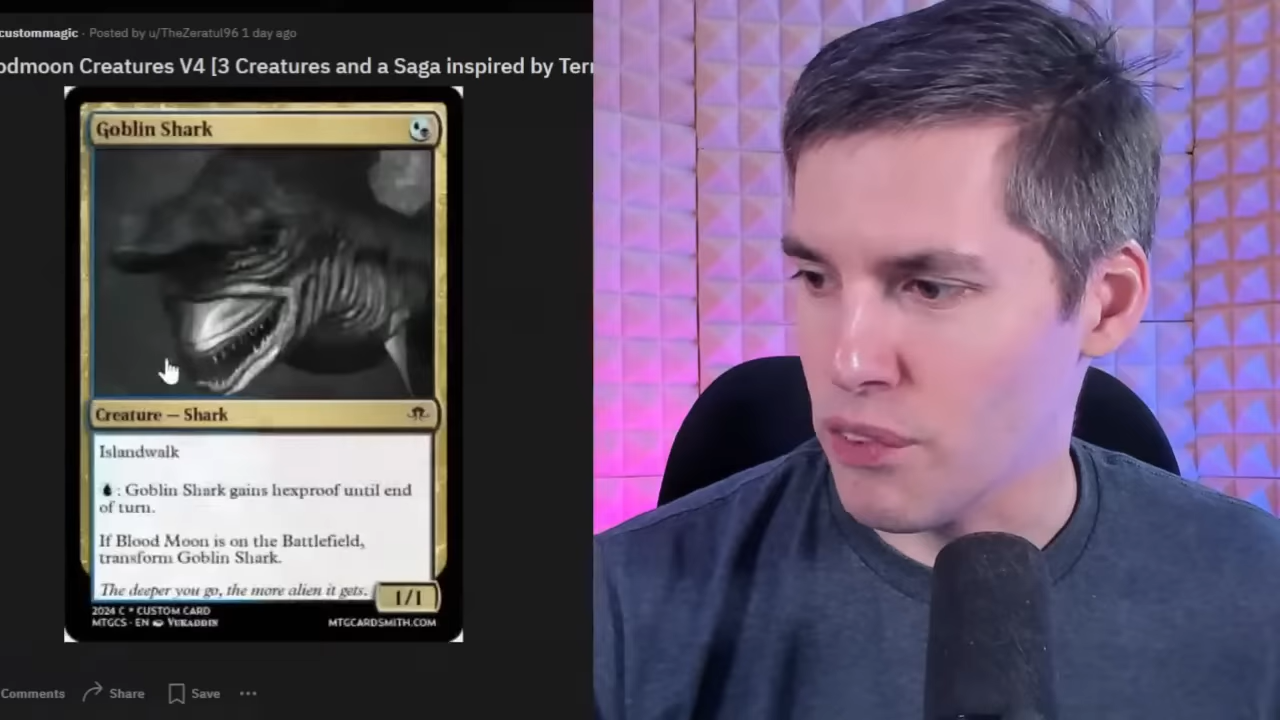 custommagic · Posted by u/TheZeratul96 1 day ago
odmoon Creatures V4 [3 Creatures and a Saga inspired by Terr
Goblin Shark
Creature — Shark
Islandwalk
: Goblin Shark gains hexproof until end
of turn.
If Blood Moon is on the Battlefield,
transform Goblin Shark.
The deeper you go, the more alien it gets.
1/1
2024 C * CUSTOM CARD
MTGCS · EN VUKADDIN
MTGCARDSMITH.COM
Comments Share Save ···